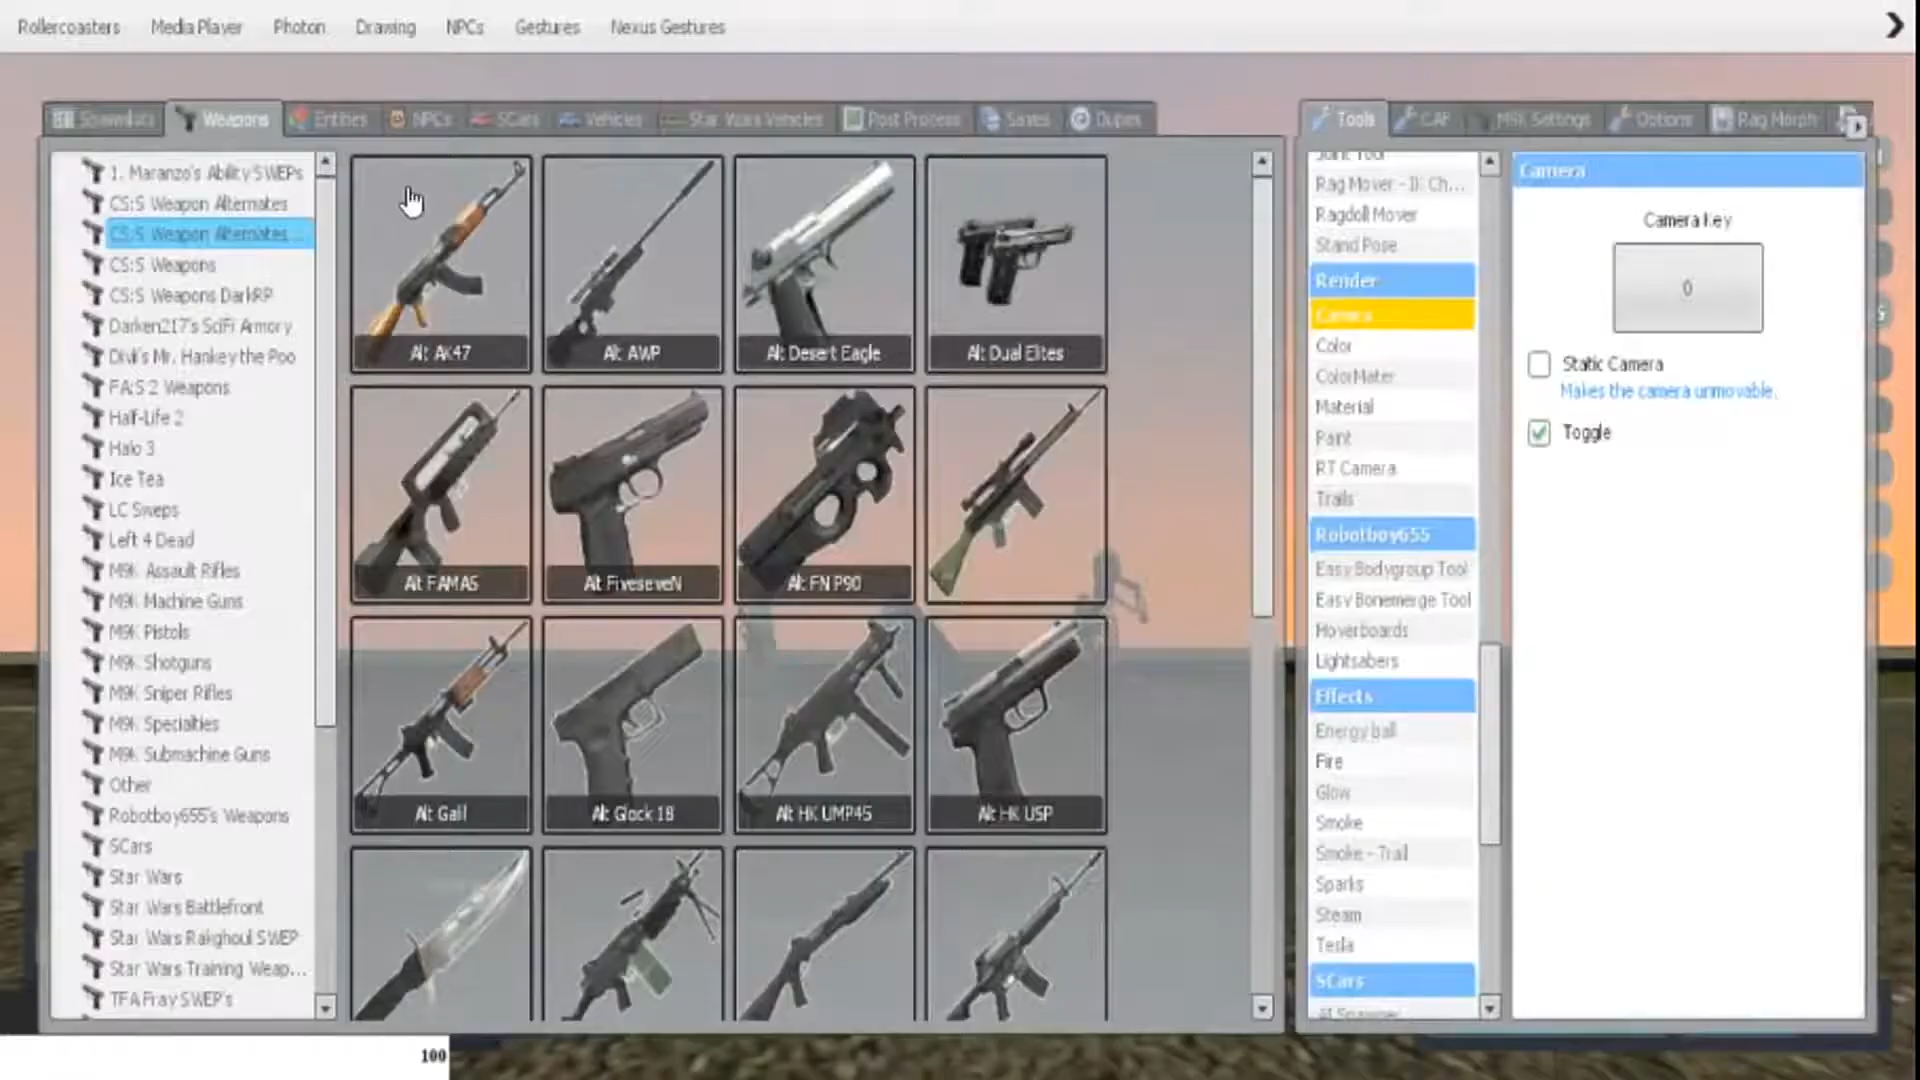 Rollercoasters Media Player Photon Drawing NPCs Gestures Nexus Gestures
Spawnlists Weapons Entities NPCs SCars Vehicles Star Wars Vehicles Post Process Saves Dupes
1. Maranzo's Ability SWEPs
CS:S Weapon Alternates
CS:S Weapon Alternates ...
CS:S Weapons
CS:S Weapons DarkRP
Darken217's SciFi Armory
Divii's Mr. Hankey the Poo
FA:S 2 Weapons
Half-Life 2
Halo 3
Ice Tea
LC Sweps
Left 4 Dead
M9K Assault Rifles
M9K Machine Guns
M9K Pistols
M9K Shotguns
M9K Sniper Rifles
M9K Specialties
M9K Submachine Guns
Other
Robotboy655's Weapons
SCars
Star Wars
Star Wars Battlefront
Star Wars Rakghoul SWEP
Star Wars Training Weap...
TFA Fray SWEP's
Alt AK47 Alt AWP Alt Desert Eagle Alt Dual Elites
Alt FAMAS Alt FiveseveN Alt FN P90
Alt Galil Alt Glock 18 Alt HK UMP45 Alt HK USP
Tools CAF M9K Settings Options Rag Morph
Joint Tool
Rag Mover - IK Ch...
Ragdoll Mover
Stand Pose
Render
Camera
Color
ColorMater
Material
Paint
RT Camera
Trails
Robotboy655
Easy Bodygroup Tool
Easy Bonemerge Tool
Hoverboards
Lightsabers
Effects
Energy ball
Fire
Glow
Smoke
Smoke - Trail
Sparks
Steam
Tesla
SCars
AI Spawner
Camera
Camera Key
0
Static Camera
Makes the camera unmovable.
Toggle
100